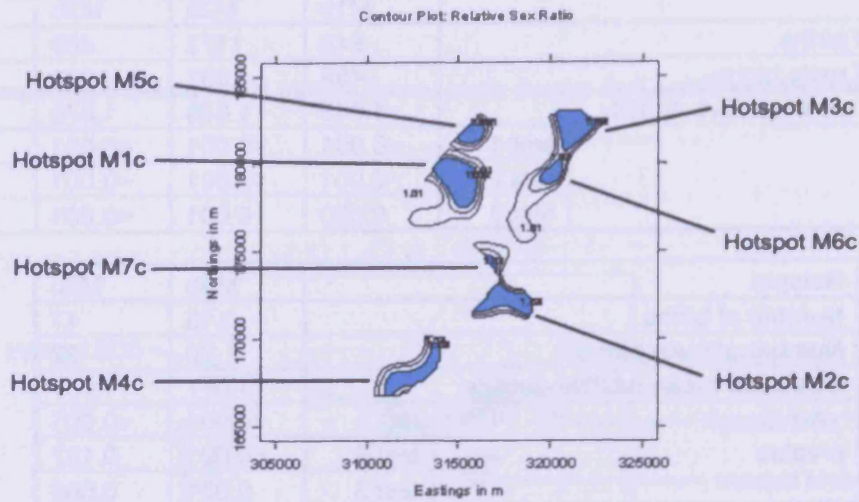 Contour Plot: Relative Sex Ratio
Hotspot M5c
Hotspot M3c
Hotspot M1c
Hotspot M6c
Hotspot M7c
Hotspot M4c
Hotspot M2c
1.01
1.01
Northings in m
165000
170000
175000
180000
185000
305000
310000
315000
320000
325000
Eastings in m